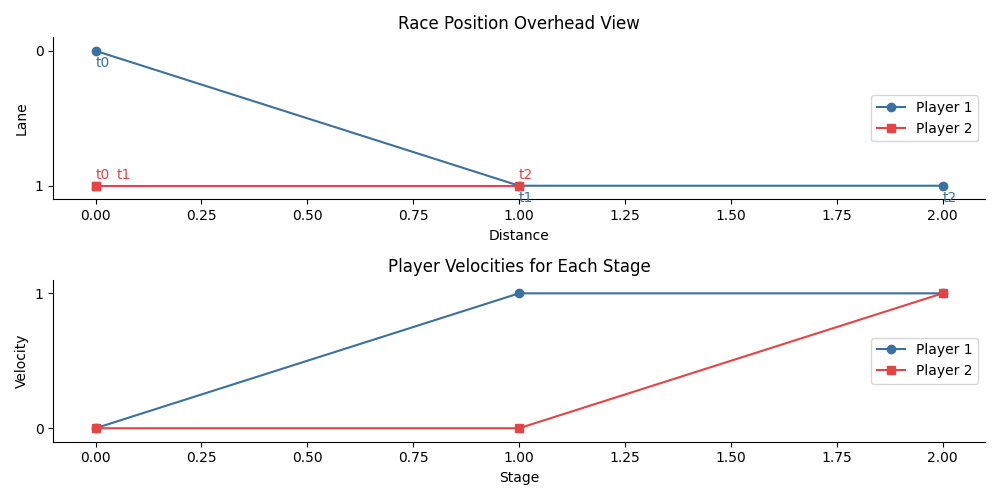 Race Position Overhead View
Lane
0
1
t0
t0 t1
t2
t1
t2
Player 1
Player 2
0.00 0.25 0.50 0.75 1.00 1.25 1.50 1.75 2.00
Distance
Player Velocities for Each Stage
Velocity
1
0
Player 1
Player 2
0.00 0.25 0.50 0.75 1.00 1.25 1.50 1.75 2.00
Stage